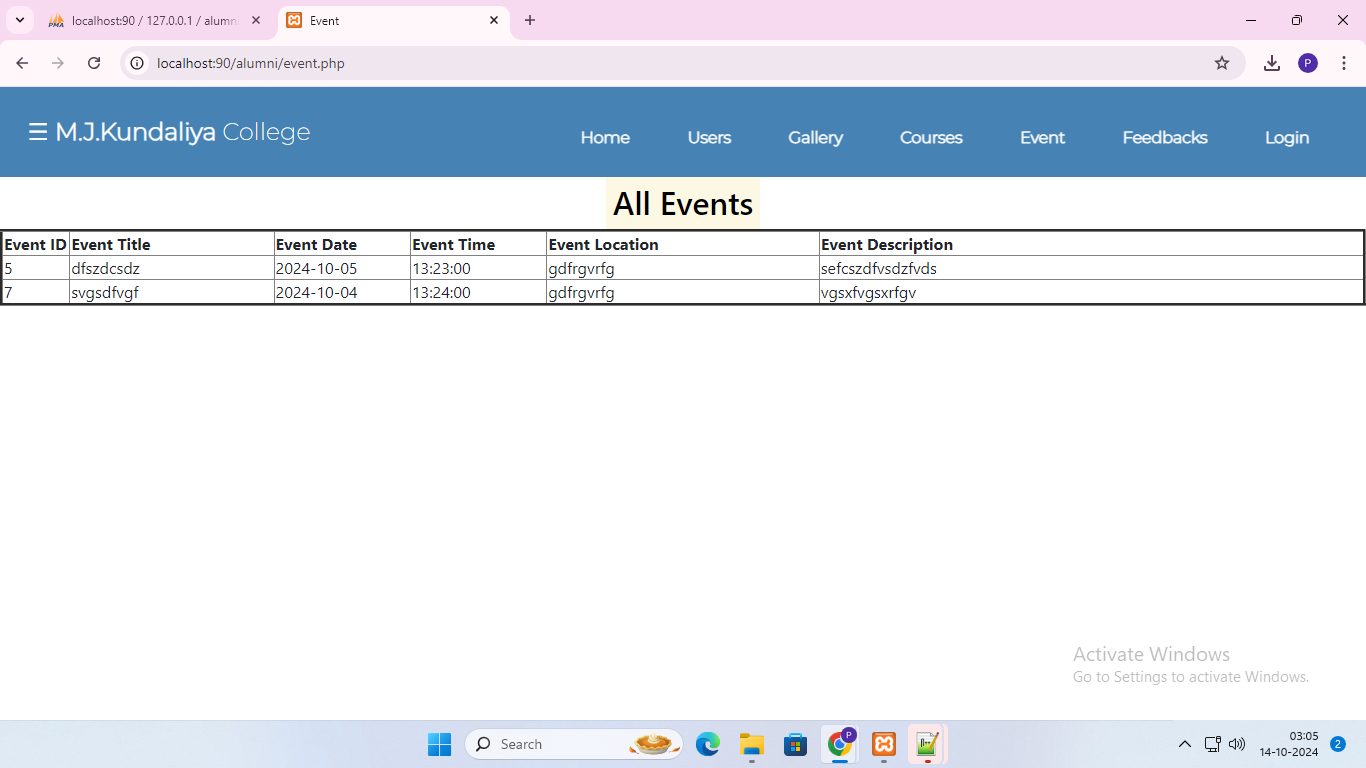 localhost:90 / 127.0.0.1 / alumn
Event
localhost:90/alumni/event.php
P
☰ M.J.Kundaliya College
Home Users Gallery Courses Event Feedbacks Login
All Events
Event ID Event Title Event Date Event Time Event Location Event Description
5 dfszdcsdz 2024-10-05 13:23:00 gdfrgvrfg sefcszdfvsdzfvds
7 svgsdfvgf 2024-10-04 13:24:00 gdfrgvrfg vgsxfvgsxrfgv
Activate Windows
Go to Settings to activate Windows.
Search
P
03:05
14-10-2024
2